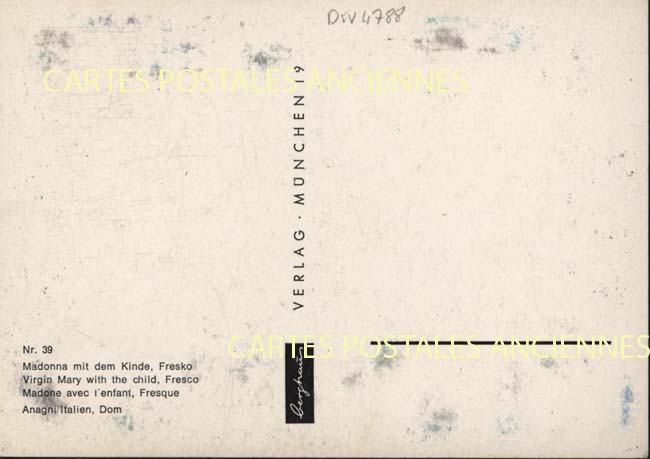 DIV 4788
CARTES POSTALES ANCIENNES
VERLAG · MÜNCHEN 19
berghaus
CARTES POSTALES ANCIENNES
Nr. 39
Madonna mit dem Kinde, Fresko
Virgin Mary with the child, Fresco
Madone avec l'enfant, Fresque
Anagni/Italien, Dom